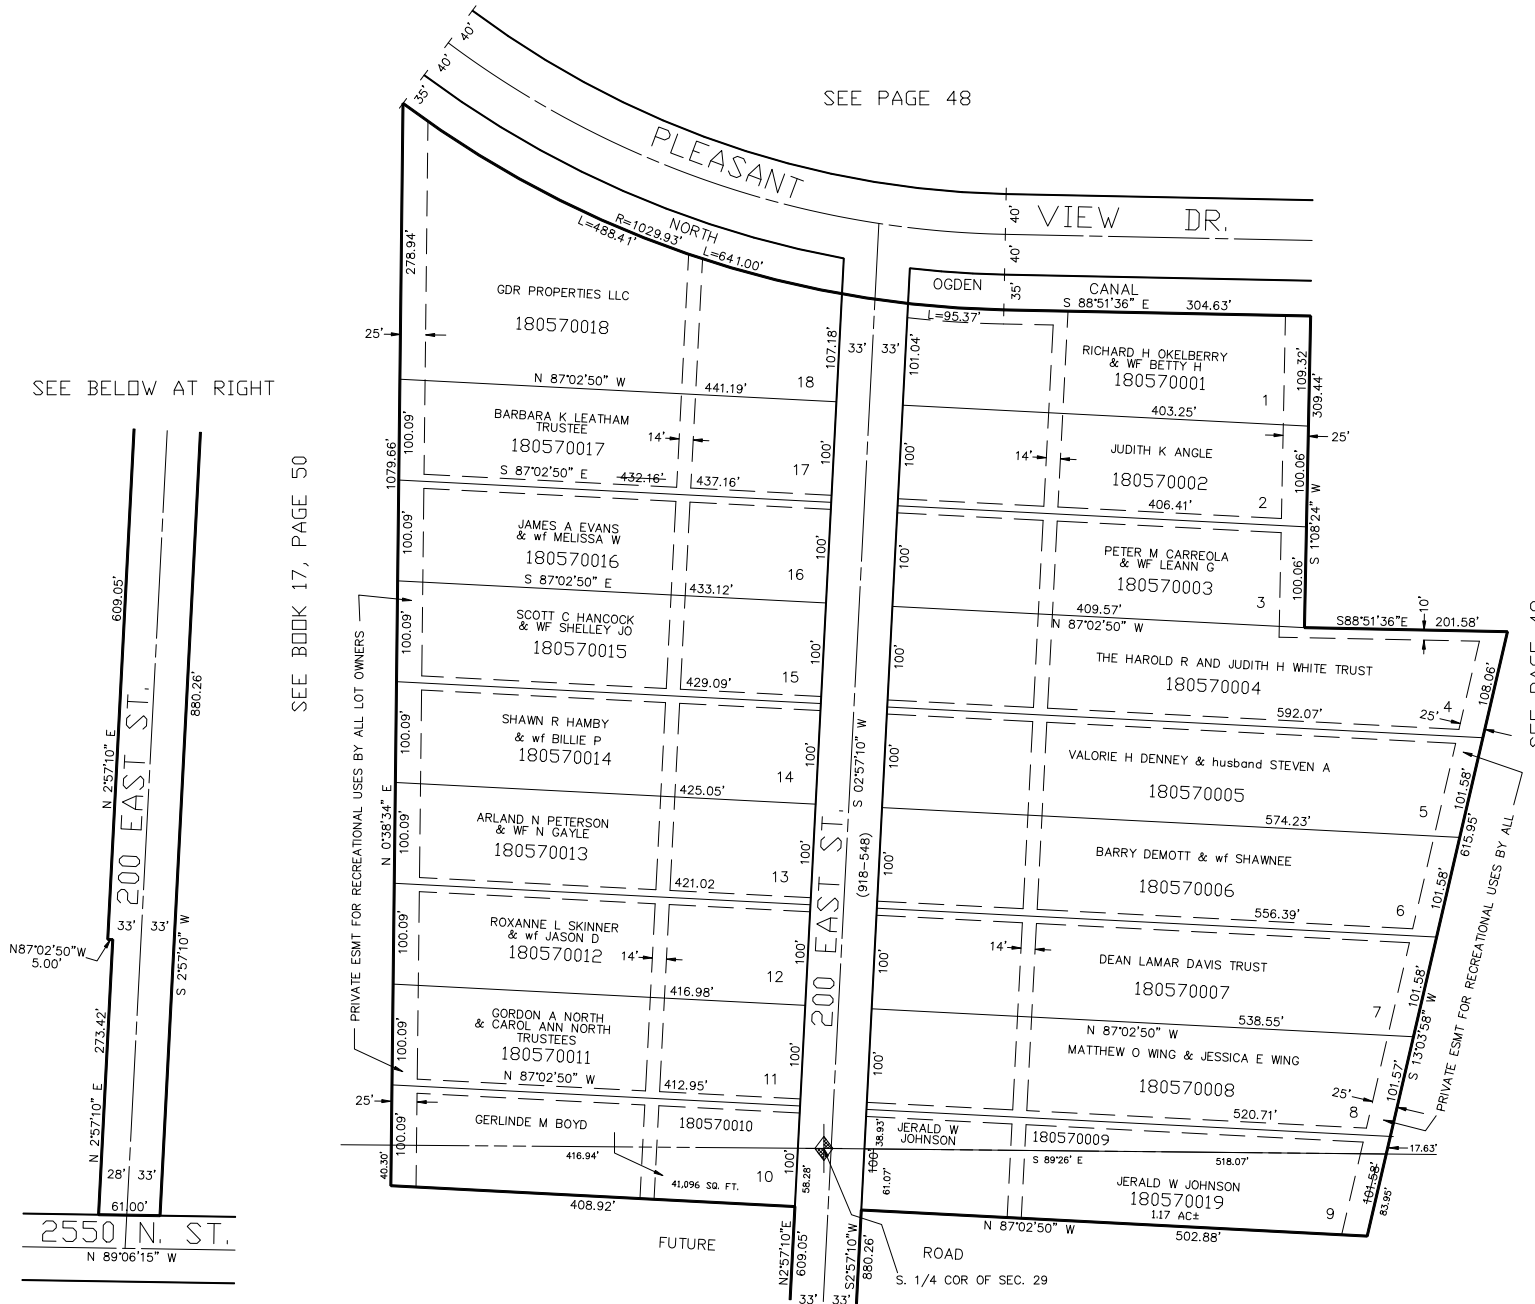 SEE PAGE 48
40'
40'
35'
PLEASANT
VIEW DR.
40'
40'
35'
NORTH
R=1029.93'
L=488.41'
L=641.00'
OGDEN
CANAL
S 88°51'36" E 304.63'
L=95.37'
278.94'
GDR PROPERTIES LLC
180570018
25'
107.18'
33' 33'
101.04'
N 87°02'50" W
441.19'
18
RICHARD H OKELBERRY
& WF BETTY H
180570001
1
109.32'
309.44'
403.25'
SEE BELOW AT RIGHT
BARBARA K LEATHAM
TRUSTEE
180570017
14'
100.09'
1079.66'
S 87°02'50" E
432.16'
437.16'
17
100'
100'
25'
JUDITH K ANGLE
180570002
14'
406.41'
2
100.06'
S 1°08'24" W
SEE BOOK 17, PAGE 50
JAMES A EVANS
& wf MELISSA W
180570016
100.09'
S 87°02'50" E
433.12'
16
100'
100'
PETER M CARREOLA
& WF LEANN G
180570003
3
100.06'
409.57'
N 87°02'50" W
S88°51'36"E 201.58'
10'
SCOTT C HANCOCK
& WF SHELLEY JO
180570015
100.09'
429.09'
15
100'
100'
THE HAROLD R AND JUDITH H WHITE TRUST
180570004
592.07'
25'
4
108.06'
PRIVATE ESMT FOR RECREATIONAL USES BY ALL LOT OWNERS
SHAWN R HAMBY
& wf BILLIE P
180570014
100.09'
425.05'
14
100'
S 02°57'10" W
100'
VALORIE H DENNEY & husband STEVEN A
180570005
574.23'
5
101.58'
615.95'
N 0°38'34" E
ARLAND N PETERSON
& WF N GAYLE
180570013
100.09'
421.02
13
100'
(918-548)
100'
200 EAST ST.
BARRY DEMOTT & wf SHAWNEE
180570006
556.39'
6
101.58'
PRIVATE ESMT FOR RECREATIONAL USES BY ALL
ROXANNE L SKINNER
& wf JASON D
180570012
14'
100.09'
416.98'
12
100'
100'
14'
DEAN LAMAR DAVIS TRUST
180570007
538.55'
N 87°02'50" W
7
101.58'
S 13°03'58" W
GORDON A NORTH
& CAROL ANN NORTH
TRUSTEES
180570011
100.09'
N 87°02'50" W
412.95'
11
100'
100'
MATTHEW O WING & JESSICA E WING
180570008
520.71'
25'
8
101.57'
25'
GERLINDE M BOYD
180570010
100.09'
40.30'
416.94'
41,096 SQ. FT.
10
100'
58.28'
408.92'
JERALD W
JOHNSON
180570009
38.93'
100'
61.07'
S 89°26' E
518.07'
17.63'
JERALD W JOHNSON
180570019
1.17 AC±
9
101.58'
83.95'
N 87°02'50" W
502.88'
FUTURE
ROAD
S. 1/4 COR OF SEC. 29
N2°57'10"E
609.05'
S2°57'10"W
880.26'
33' 33'
609.05'
N 2°57'10" E
200 EAST ST.
880.26'
33' 33'
S 2°57'10" W
N87°02'50"W
5.00'
273.42'
N 2°57'10" E
28' 33'
61.00'
2550 N. ST.
N 89°06'15" W